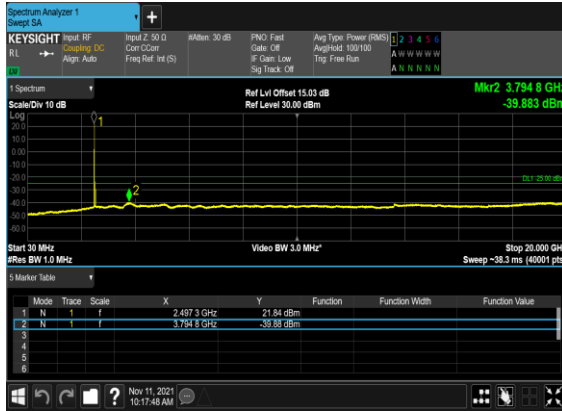 Spectrum Analyzer 1
Swept SA
+
KEYSIGHT Input: RF Input Z: 50 Ω #Atten: 30 dB PNO: Fast Avg Type: Power (RMS) 1 2 3 4 5 6
RL Coupling: DC Corr CCorr Gate: Off Avg|Hold: 100/100 A W W W W W
Align: Auto Freq Ref: Int (S) IF Gain: Low Trig: Free Run
LU Sig Track: Off A N N N N N
1 Spectrum Ref Lvl Offset 15.03 dB Mkr2 3.794 8 GHz
Scale/Div 10 dB Ref Level 30.00 dBm -39.883 dBm
Log
1
20.0
10.0
0.00
-10.0
-20.0
DL1 -25.00 dBm
-30.0
2
-40.0
-50.0
-60.0
Start 30 MHz Video BW 3.0 MHz* Stop 20.000 GHz
#Res BW 1.0 MHz Sweep ~38.3 ms (40001 pts)
5 Marker Table
Mode Trace Scale X Y Function Function Width Function Value
1 N 1 f 2.497 3 GHz 21.84 dBm
2 N 1 f 3.794 8 GHz -39.88 dBm
3
4
5
6
? Nov 11, 2021
10:17:48 AM